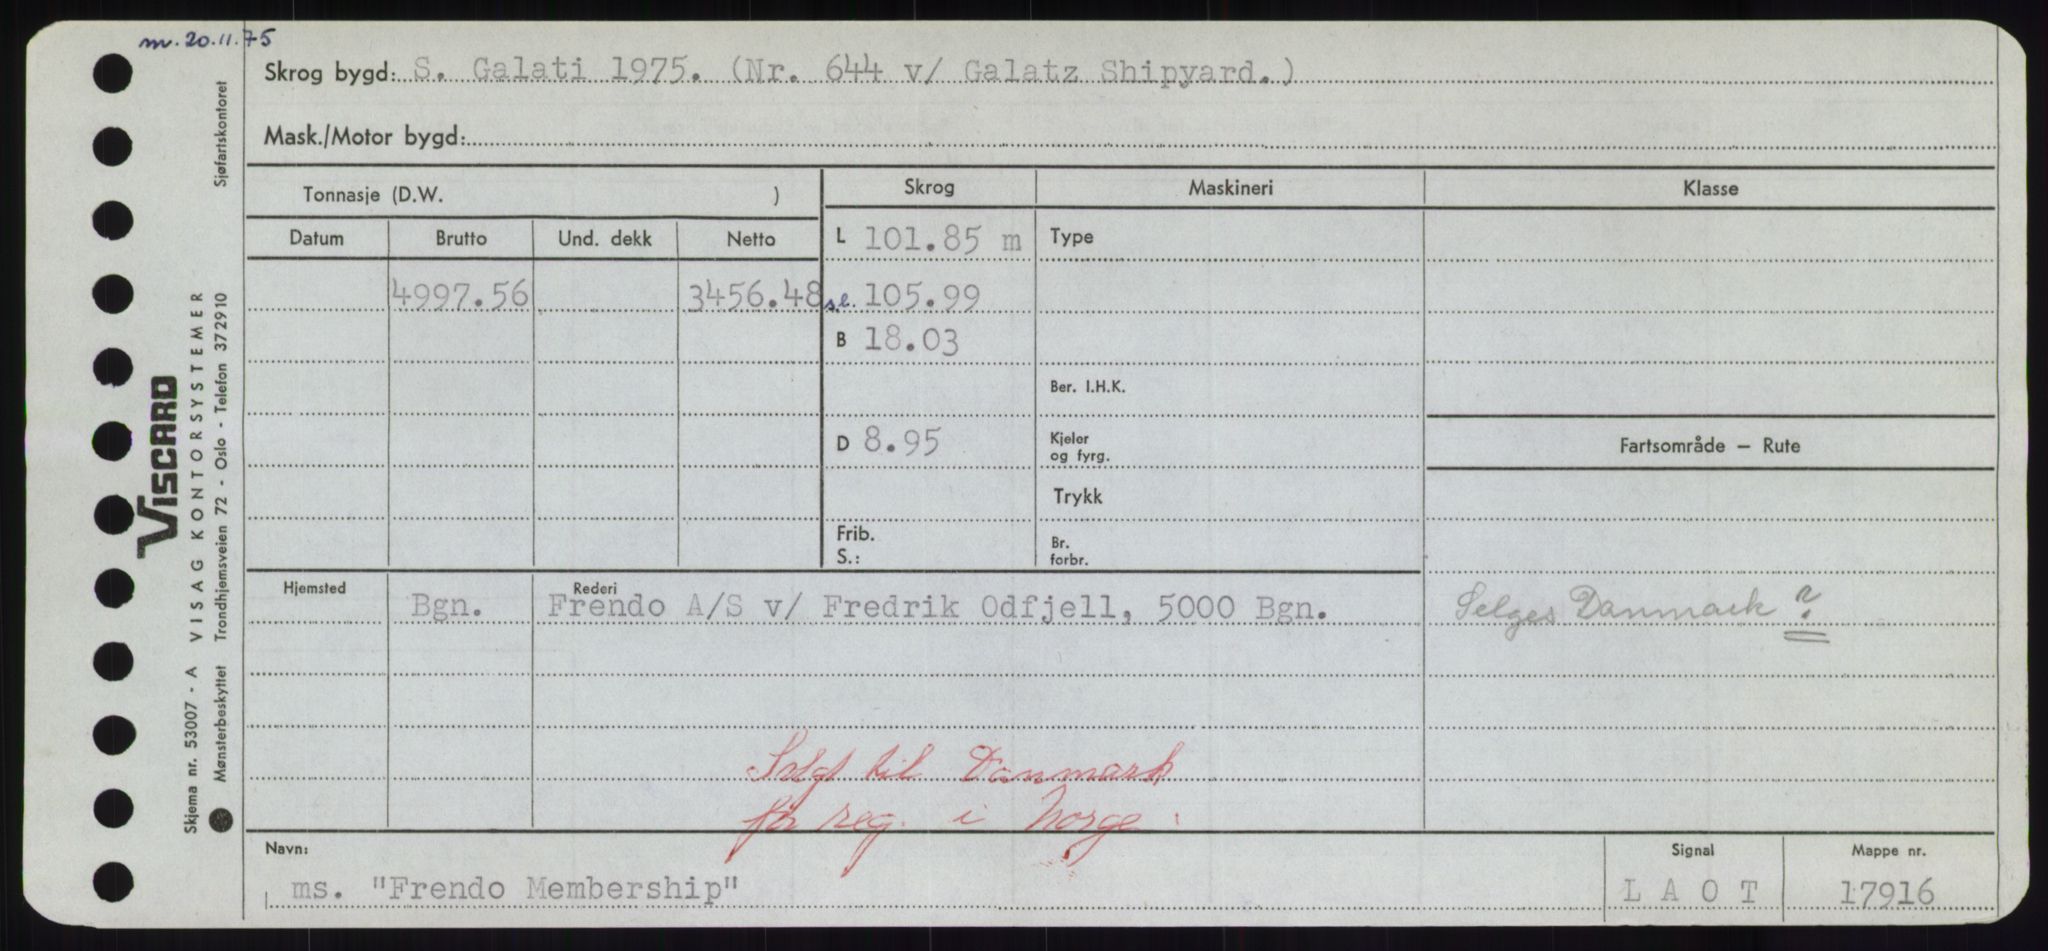 m. 20.11.75
Skrog bygd: S. Galati 1975. (Nr. 644 v/ Galatz Shipyard.)
Mask./Motor bygd:
Sjøfartskontoret
VISCARD
VISAG KONTORSYSTEMER
Skjema nr. 53007 - A
Mønsterbeskyttet Trondhjemsveien 72 - Oslo - Telefon 372910
Tonnasje (D.W. )
Skrog
Maskineri
Klasse
Datum Brutto Und. dekk Netto
L 101.85 m
Type
4997.56 3456.48
s.l. 105.99
B 18.03
Ber. I.H.K.
D 8.95
Kjeler
og fyrg.
Fartsområde – Rute
Trykk
Frib.
S.:
Br.
forbr.
Hjemsted
Rederi
Bgn. Frendo A/S v/ Fredrik Odfjell, 5000 Bgn.
Selges Danmark ?
Solgt til Danmark
før reg. i Norge.
Navn:
Signal
Mappe nr.
ms. "Frendo Membership"
L A O T
17916